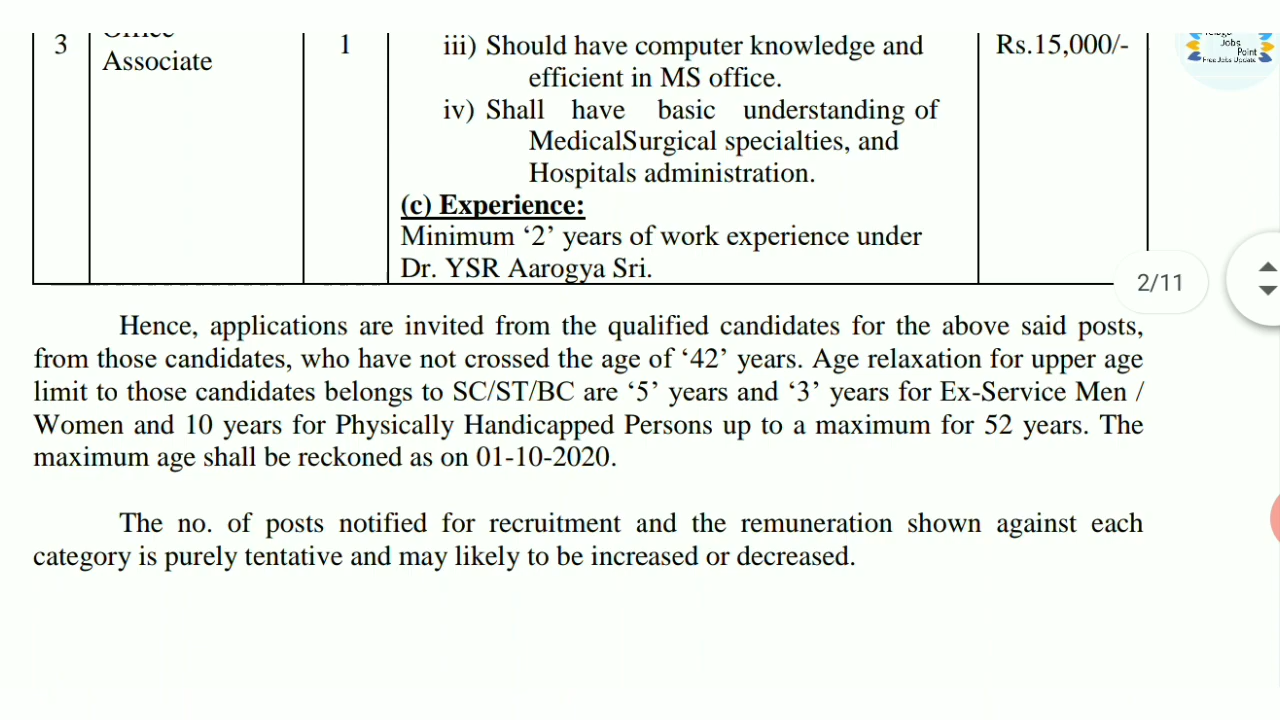 3 Associate 1 iii) Should have computer knowledge and Rs.15,000/-
efficient in MS office.
iv) Shall have basic understanding of
MedicalSurgical specialties, and
Hospitals administration.
(c) Experience:
Minimum ‘2’ years of work experience under
Dr. YSR Aarogya Sri.
Jobs
Point
2/11
Hence, applications are invited from the qualified candidates for the above said posts,
from those candidates, who have not crossed the age of ‘42’ years. Age relaxation for upper age
limit to those candidates belongs to SC/ST/BC are ‘5’ years and ‘3’ years for Ex-Service Men /
Women and 10 years for Physically Handicapped Persons up to a maximum for 52 years. The
maximum age shall be reckoned as on 01-10-2020.
The no. of posts notified for recruitment and the remuneration shown against each
category is purely tentative and may likely to be increased or decreased.